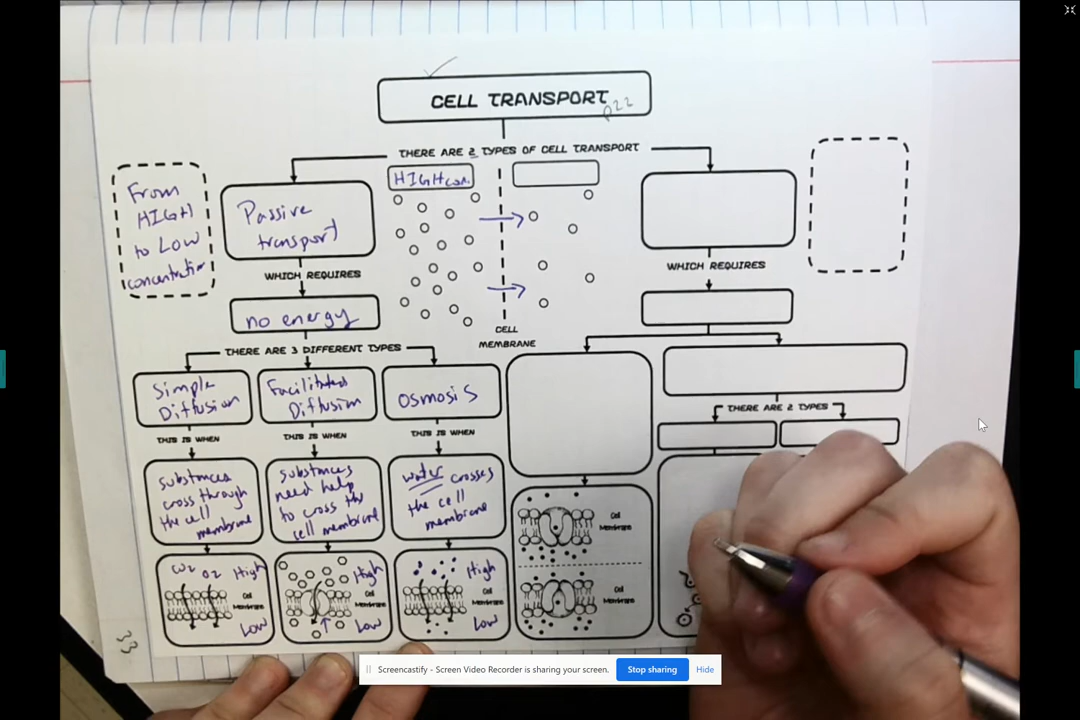 CELL TRANSPORT
p22
THERE ARE 2 TYPES OF CELL TRANSPORT
From
HIGH
to Low
concentration
Passive
transport
HIGH con.
WHICH REQUIRES
no energy
CELL
MEMBRANE
WHICH REQUIRES
THERE ARE 3 DIFFERENT TYPES
Simple
Diffusion
Facilitated
Diffusion
osmosis
THERE ARE 2 TYPES
THIS IS WHEN
THIS IS WHEN
THIS IS WHEN
substances
cross through
the cell
membrane
substances
need help
to cross the
cell membrane
water crosses
the cell
membrane
CO2 O2 High
Cell
Membrane
Low
High
Cell
Membrane
Low
High
Cell
Membrane
Low
Cell
Membrane
Cell
Membrane
33
Screencastify - Screen Video Recorder is sharing your screen.
Stop sharing
Hide